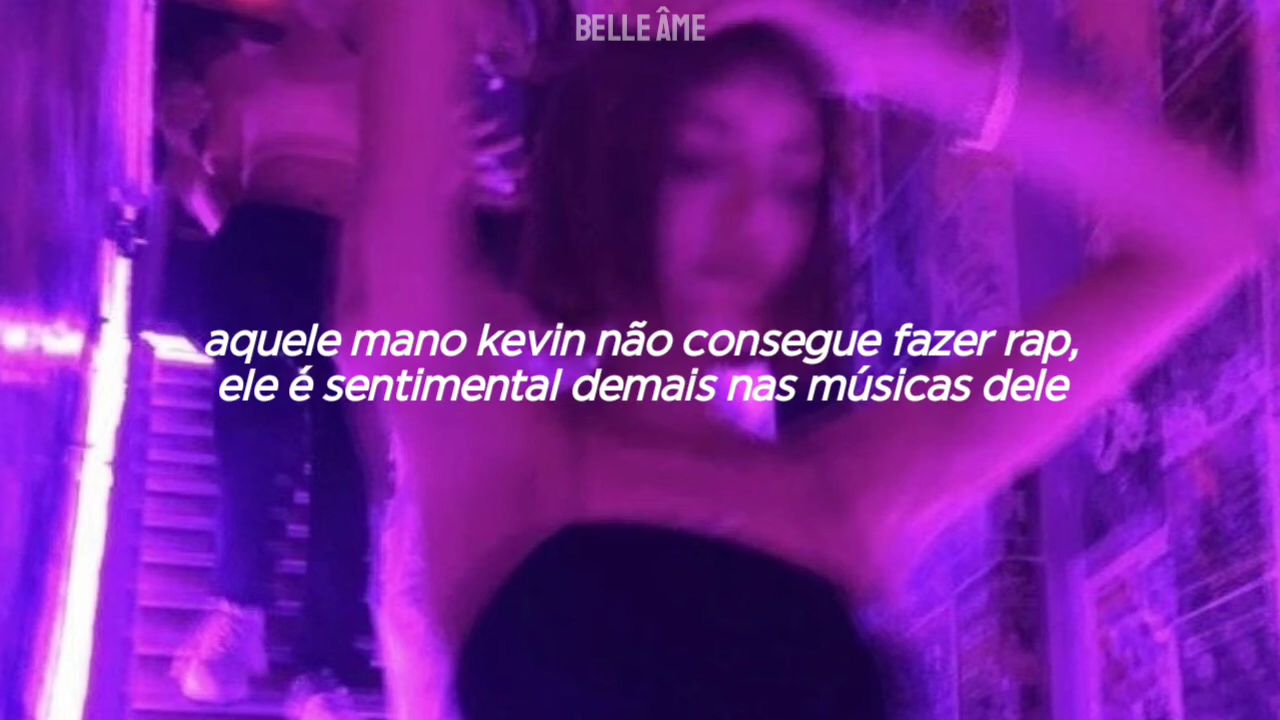 BELLE ÂME
aquele mano kevin não consegue fazer rap,
ele é sentimental demais nas músicas dele